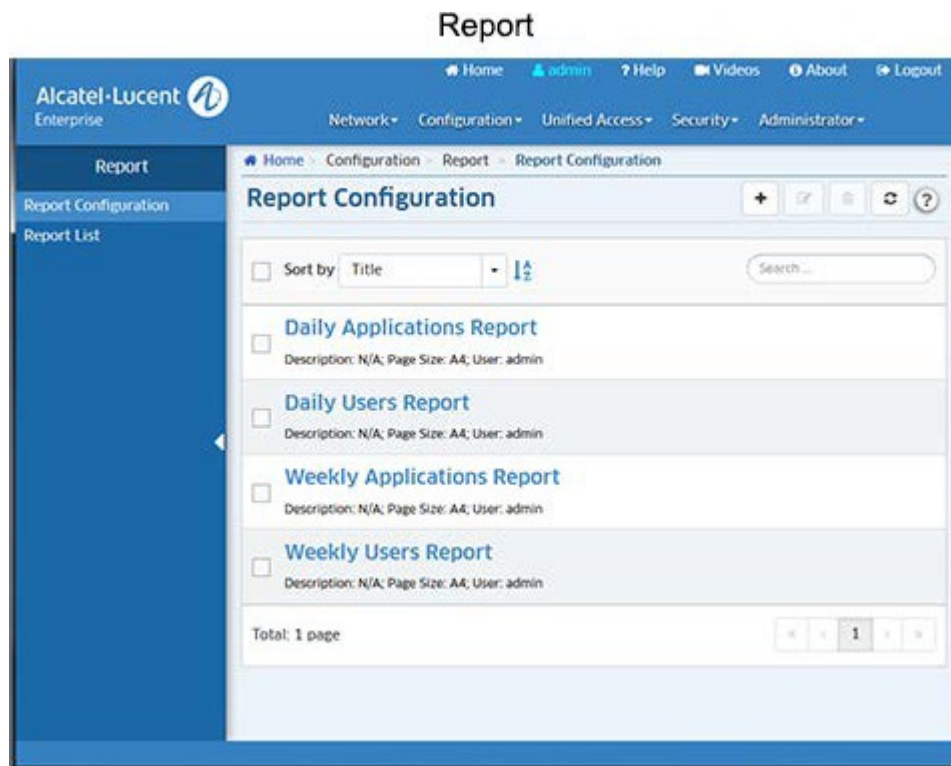 Report
Home admin ? Help Videos About Logout
Alcatel·Lucent
Enterprise
Network Configuration Unified Access Security Administrator
Report
Report Configuration
Report List
Home > Configuration > Report > Report Configuration
Report Configuration
?
Sort by Title
Search ...
Daily Applications Report
Description: N/A; Page Size: A4; User: admin
Daily Users Report
Description: N/A; Page Size: A4; User: admin
Weekly Applications Report
Description: N/A; Page Size: A4; User: admin
Weekly Users Report
Description: N/A; Page Size: A4; User: admin
Total: 1 page
« ‹ 1 › »